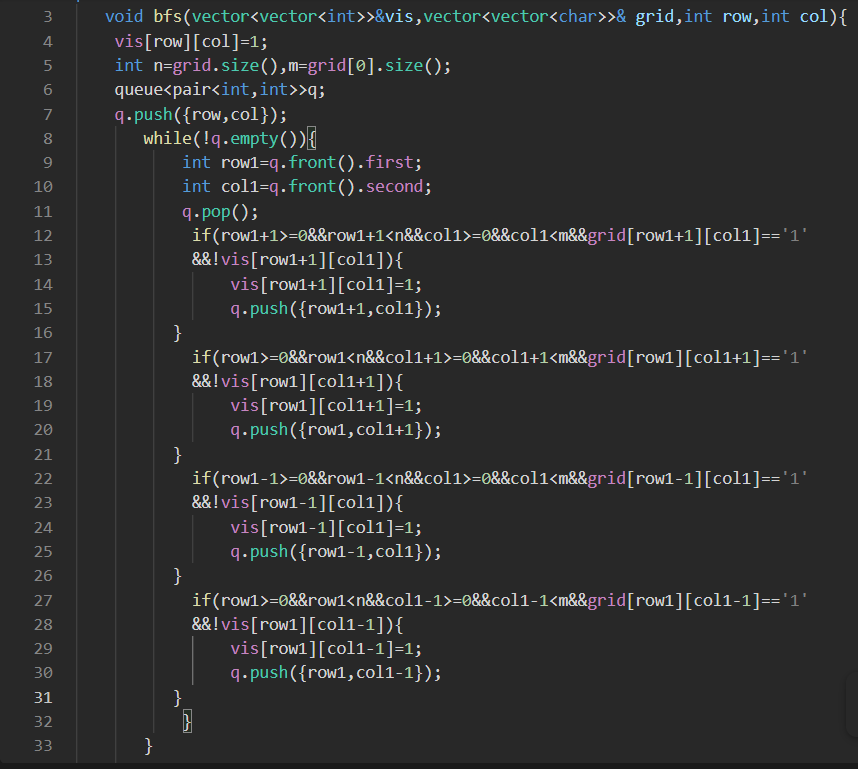 3 void bfs(vector<vector<int>>&vis,vector<vector<char>>& grid,int row,int col){
4 vis[row][col]=1;
5 int n=grid.size(),m=grid[0].size();
6 queue<pair<int,int>>q;
7 q.push({row,col});
8 while(!q.empty()){
9 int row1=q.front().first;
10 int col1=q.front().second;
11 q.pop();
12 if(row1+1>=0&&row1+1<n&&col1>=0&&col1<m&&grid[row1+1][col1]=='1'
13 &&!vis[row1+1][col1]){
14 vis[row1+1][col1]=1;
15 q.push({row1+1,col1});
16 }
17 if(row1>=0&&row1<n&&col1+1>=0&&col1+1<m&&grid[row1][col1+1]=='1'
18 &&!vis[row1][col1+1]){
19 vis[row1][col1+1]=1;
20 q.push({row1,col1+1});
21 }
22 if(row1-1>=0&&row1-1<n&&col1>=0&&col1<m&&grid[row1-1][col1]=='1'
23 &&!vis[row1-1][col1]){
24 vis[row1-1][col1]=1;
25 q.push({row1-1,col1});
26 }
27 if(row1>=0&&row1<n&&col1-1>=0&&col1-1<m&&grid[row1][col1-1]=='1'
28 &&!vis[row1][col1-1]){
29 vis[row1][col1-1]=1;
30 q.push({row1,col1-1});
31 }
32 }
33 }